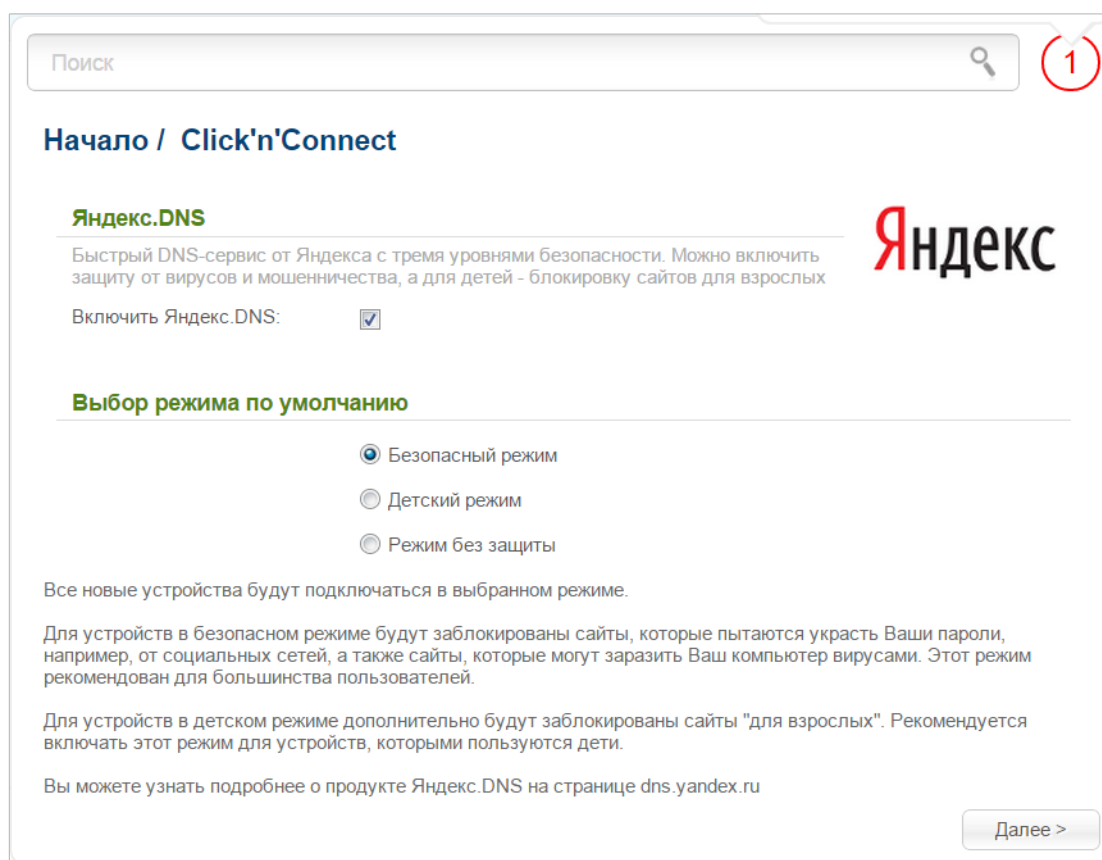 Поиск
1
Начало / Click'n'Connect
Яндекс.DNS
Яндекс
Быстрый DNS-сервис от Яндекса с тремя уровнями безопасности. Можно включить
защиту от вирусов и мошенничества, а для детей - блокировку сайтов для взрослых
Включить Яндекс.DNS:
Выбор режима по умолчанию
Безопасный режим
Детский режим
Режим без защиты
Все новые устройства будут подключаться в выбранном режиме.
Для устройств в безопасном режиме будут заблокированы сайты, которые пытаются украсть Ваши пароли,
например, от социальных сетей, а также сайты, которые могут заразить Ваш компьютер вирусами. Этот режим
рекомендован для большинства пользователей.
Для устройств в детском режиме дополнительно будут заблокированы сайты "для взрослых". Рекомендуется
включать этот режим для устройств, которыми пользуются дети.
Вы можете узнать подробнее о продукте Яндекс.DNS на странице dns.yandex.ru
Далее >